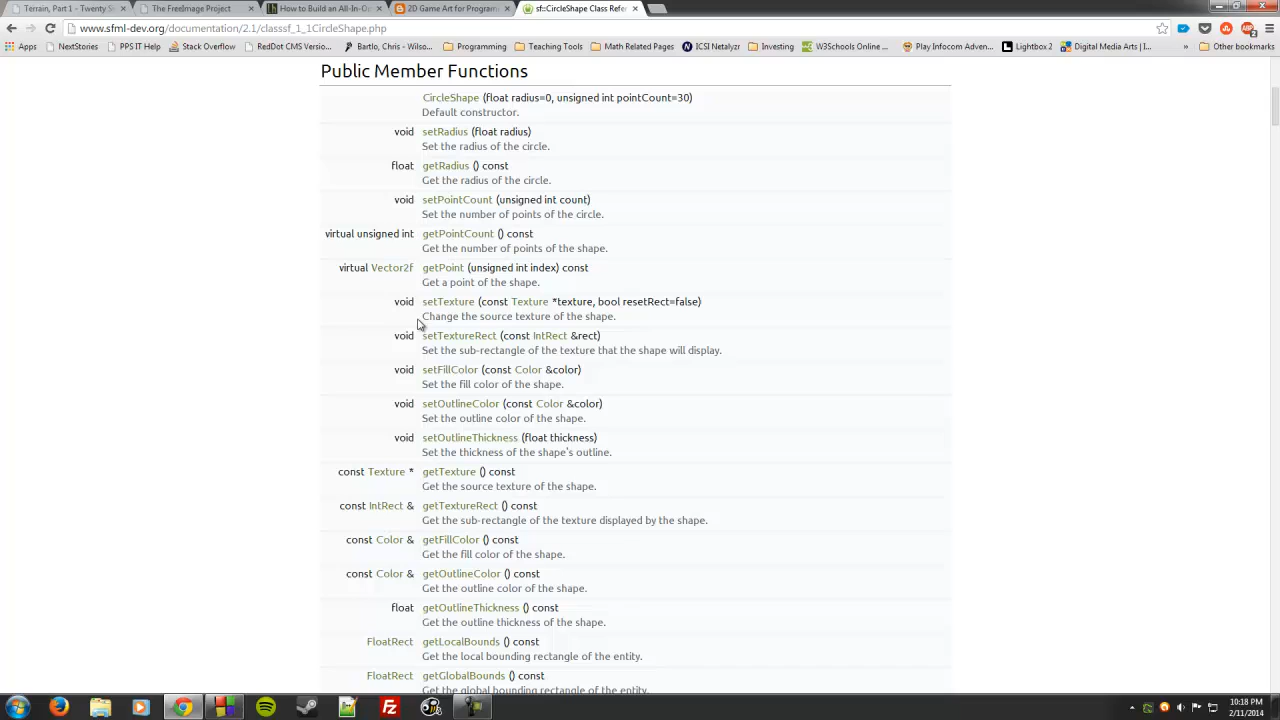 Terrain, Part 1 - Twenty S
The FreeImage Project
How to Build an All-In-O
2D Game Art for Program
sf::CircleShape Class Refer
www.sfml-dev.org/documentation/2.1/classsf_1_1CircleShape.php
Apps NextStories PPS IT Help Stack Overflow RedDot CMS Versio... Bartlo, Chris - Wilso... Programming Teaching Tools Math Related Pages ICSI Netalyzr Investing W3Schools Online ... Play Infocom Adven... Lightbox 2 Digital Media Arts (I... » Other bookmarks
Public Member Functions
CircleShape (float radius=0, unsigned int pointCount=30)
Default constructor.
void setRadius (float radius)
Set the radius of the circle.
float getRadius () const
Get the radius of the circle.
void setPointCount (unsigned int count)
Set the number of points of the circle.
virtual unsigned int getPointCount () const
Get the number of points of the shape.
virtual Vector2f getPoint (unsigned int index) const
Get a point of the shape.
void setTexture (const Texture *texture, bool resetRect=false)
Change the source texture of the shape.
void setTextureRect (const IntRect &rect)
Set the sub-rectangle of the texture that the shape will display.
void setFillColor (const Color &color)
Set the fill color of the shape.
void setOutlineColor (const Color &color)
Set the outline color of the shape.
void setOutlineThickness (float thickness)
Set the thickness of the shape's outline.
const Texture * getTexture () const
Get the source texture of the shape.
const IntRect & getTextureRect () const
Get the sub-rectangle of the texture displayed by the shape.
const Color & getFillColor () const
Get the fill color of the shape.
const Color & getOutlineColor () const
Get the outline color of the shape.
float getOutlineThickness () const
Get the outline thickness of the shape.
FloatRect getLocalBounds () const
Get the local bounding rectangle of the entity.
FloatRect getGlobalBounds () const
Get the global bounding rectangle of the entity.
10:18 PM
2/11/2014